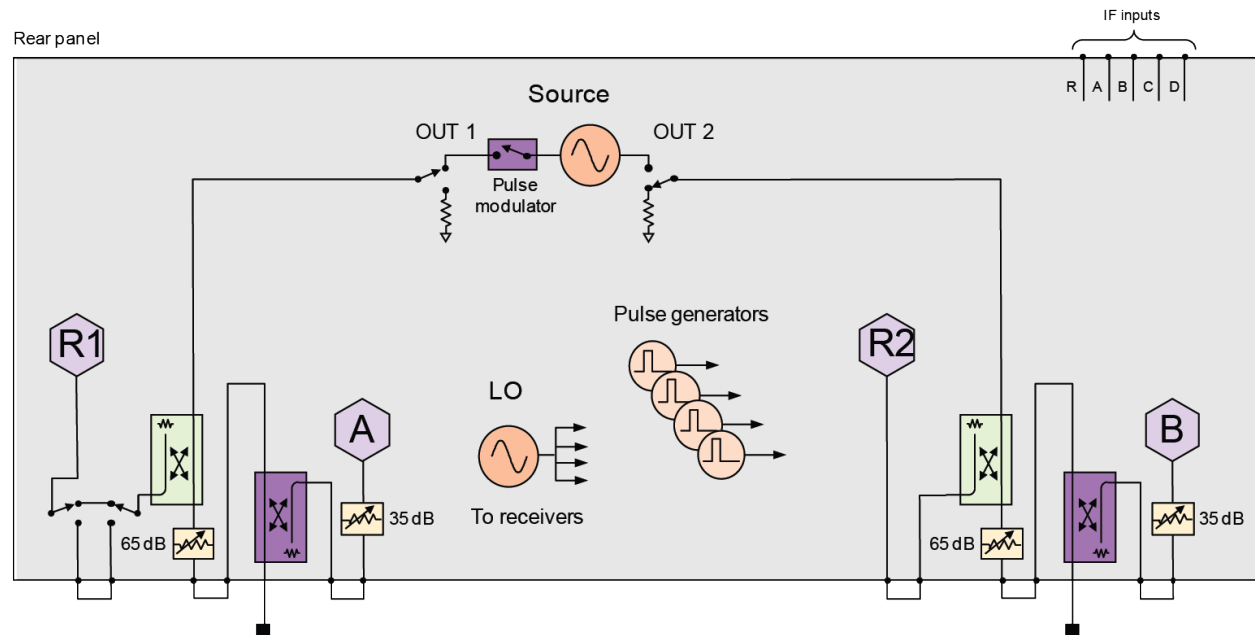 IF inputs
Rear panel
R A B C D
Source
OUT 1
OUT 2
Pulse
modulator
Pulse generators
R1
R2
LO
A
B
To receivers
35 dB
35 dB
65 dB
65 dB